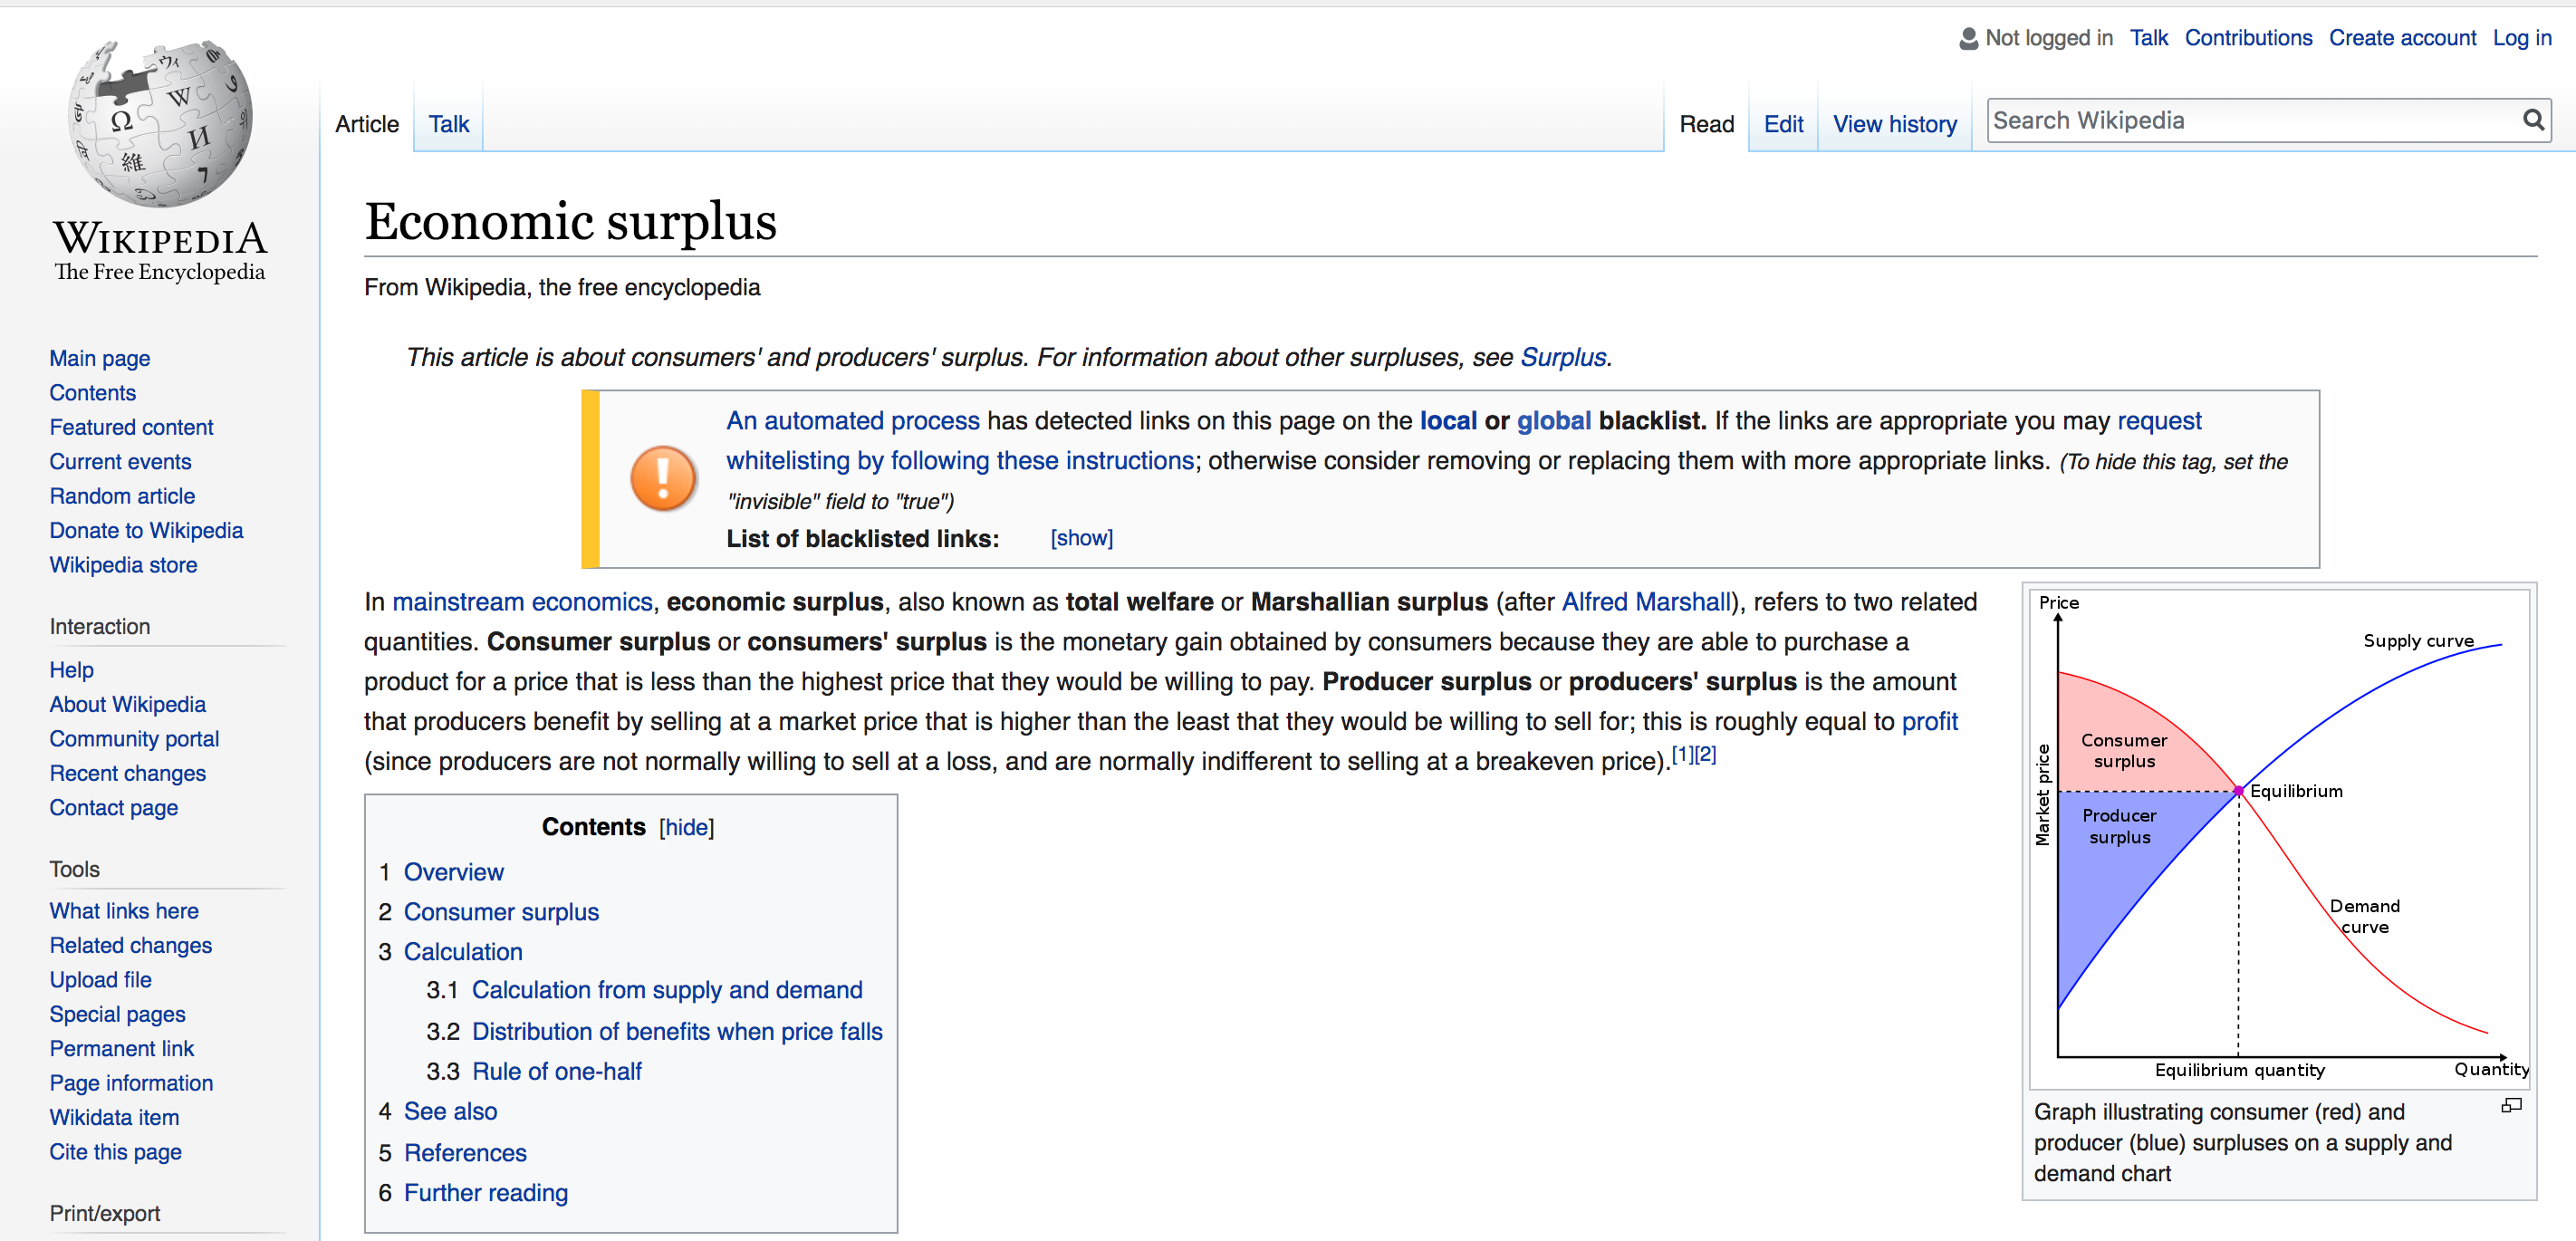 Not logged in Talk Contributions Create account Log in
Article Talk Read Edit View history Search Wikipedia
WIKIPEDIA
The Free Encyclopedia
Main page
Contents
Featured content
Current events
Random article
Donate to Wikipedia
Wikipedia store
Interaction
Help
About Wikipedia
Community portal
Recent changes
Contact page
Tools
What links here
Related changes
Upload file
Special pages
Permanent link
Page information
Wikidata item
Cite this page
Print/export
Economic surplus
From Wikipedia, the free encyclopedia
This article is about consumers' and producers' surplus. For information about other surpluses, see Surplus.
An automated process has detected links on this page on the local or global blacklist. If the links are appropriate you may request
whitelisting by following these instructions; otherwise consider removing or replacing them with more appropriate links. (To hide this tag, set the
"invisible" field to "true")
List of blacklisted links: [show]
In mainstream economics, economic surplus, also known as total welfare or Marshallian surplus (after Alfred Marshall), refers to two related
quantities. Consumer surplus or consumers' surplus is the monetary gain obtained by consumers because they are able to purchase a
product for a price that is less than the highest price that they would be willing to pay. Producer surplus or producers' surplus is the amount
that producers benefit by selling at a market price that is higher than the least that they would be willing to sell for; this is roughly equal to profit
(since producers are not normally willing to sell at a loss, and are normally indifferent to selling at a breakeven price).[1][2]
Contents [hide]
1 Overview
2 Consumer surplus
3 Calculation
3.1 Calculation from supply and demand
3.2 Distribution of benefits when price falls
3.3 Rule of one-half
4 See also
5 References
6 Further reading
Price
Supply curve
Consumer
surplus
Market price
Equilibrium
Producer
surplus
Demand
curve
Equilibrium quantity
Quantity
Graph illustrating consumer (red) and
producer (blue) surpluses on a supply and
demand chart